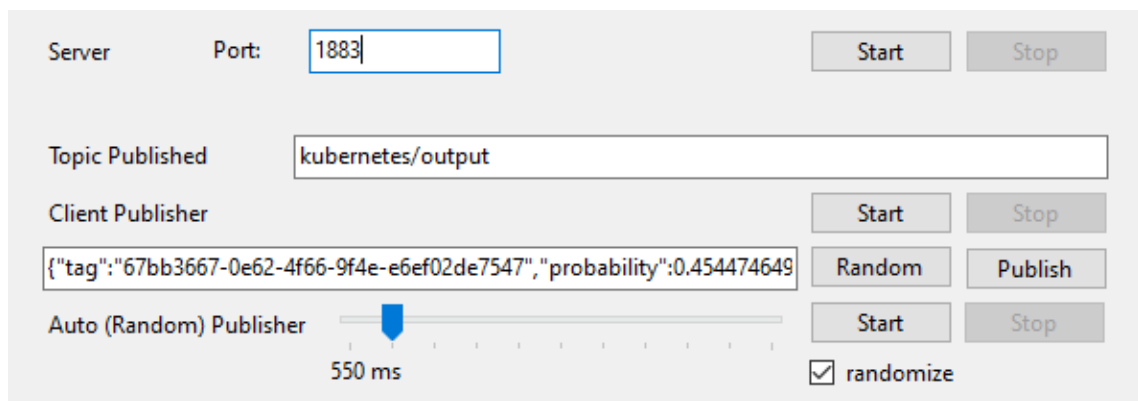 Server Port: 1883 Start Stop
Topic Published kubernetes/output
Client Publisher Start Stop
{"tag":"67bb3667-0e62-4f66-9f4e-e6ef02de7547","probability":0.454474649 Random Publish
Auto (Random) Publisher Start Stop
550 ms randomize